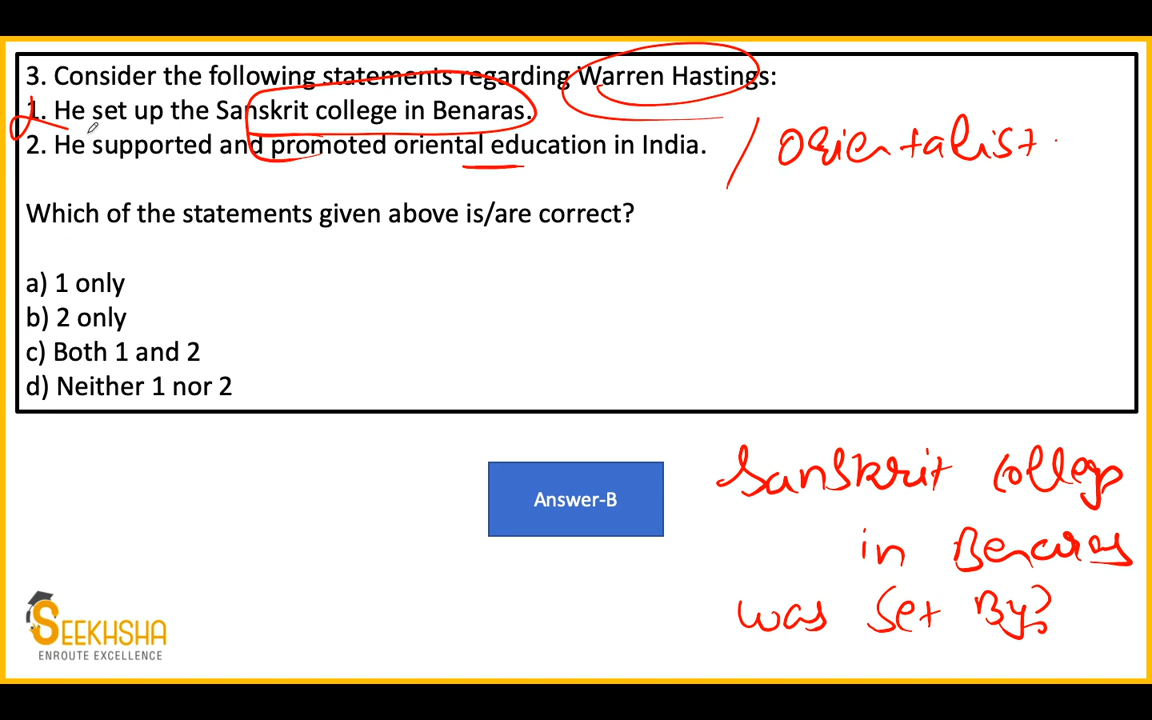 3. Consider the following statements regarding Warren Hastings:
1. He set up the Sanskrit college in Benaras.
2. He supported and promoted oriental education in India.
/ Orientalist
Which of the statements given above is/are correct?
a) 1 only
b) 2 only
c) Both 1 and 2
d) Neither 1 nor 2
Answer-B
Sanskrit College
in Benaras
was Set By?
SEEKHSHA
ENROUTE EXCELLENCE